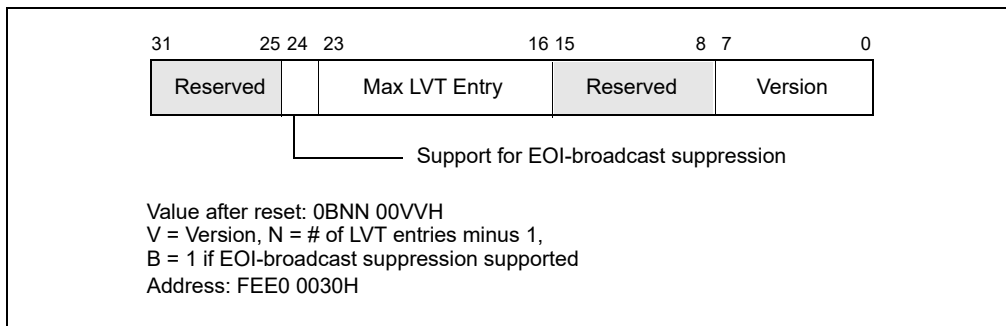 31 25 24 23 16 15 8 7 0
Reserved Max LVT Entry Reserved Version
Support for EOI-broadcast suppression
Value after reset: 0BNN 00VVH
V = Version, N = # of LVT entries minus 1,
B = 1 if EOI-broadcast suppression supported
Address: FEE0 0030H